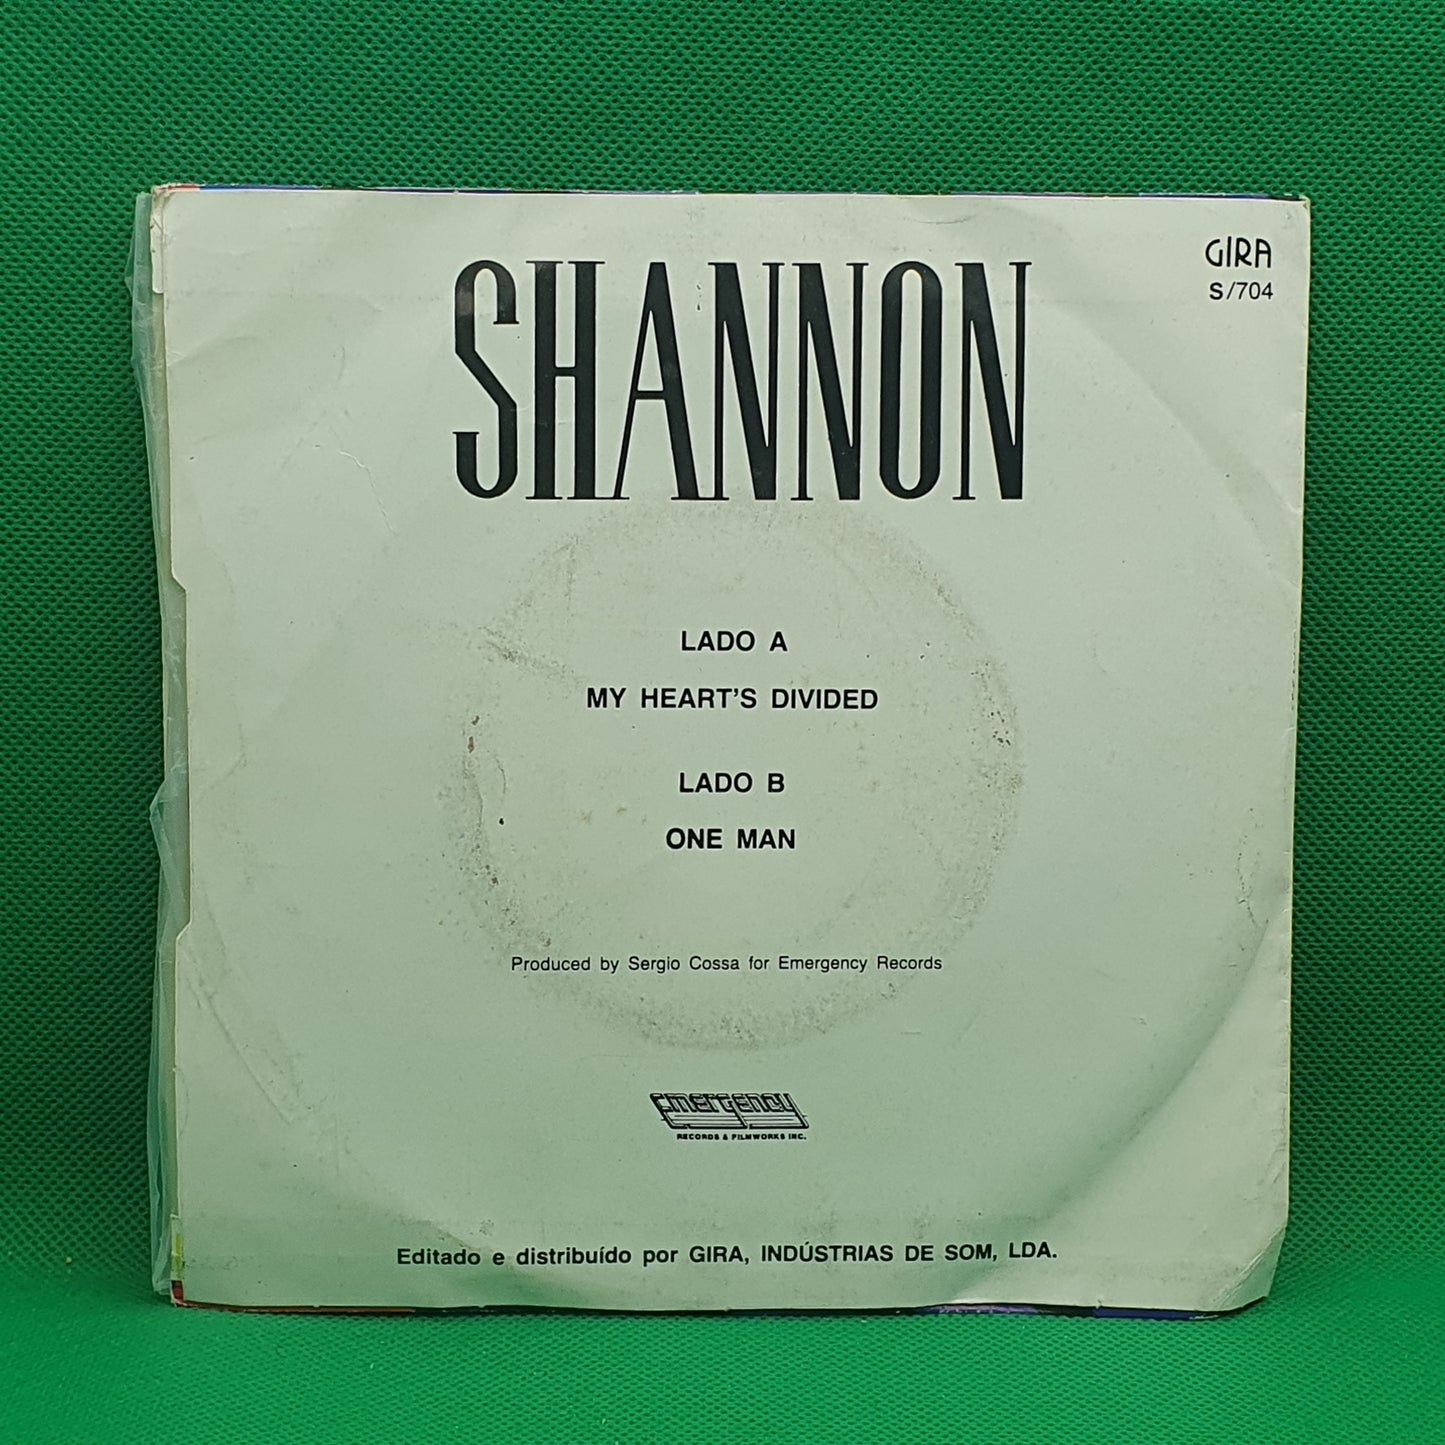 GIRA
S/704
SHANNON
LADO A
MY HEART'S DIVIDED
LADO B
ONE MAN
Produced by Sergio Cossa for Emergency Records
EMERGENCY
RECORDS & FILMWORKS INC.
Editado e distribuído por GIRA, INDÚSTRIAS DE SOM, LDA.